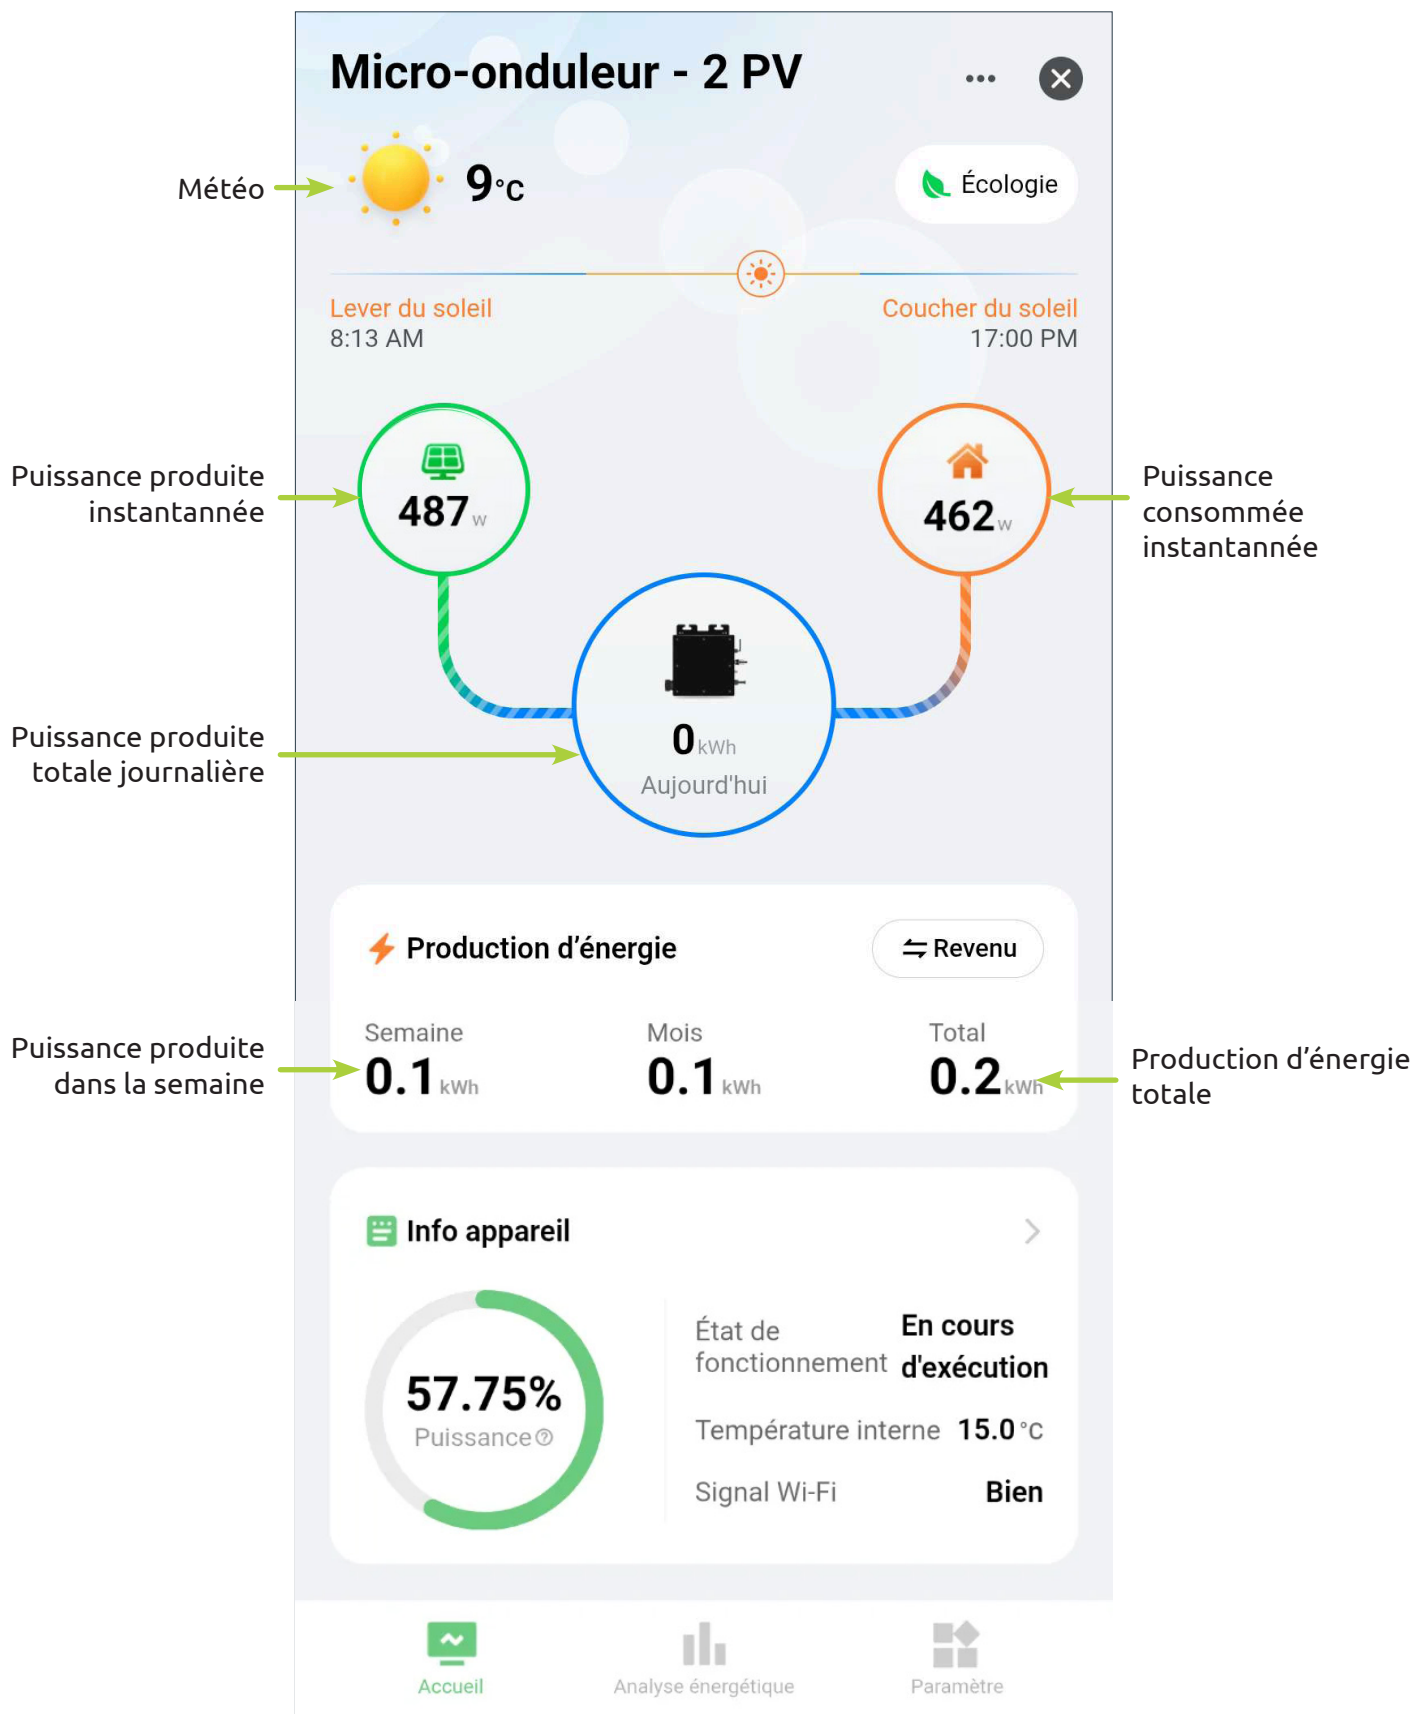 Micro-onduleur - 2 PV
Météo
9°C
Écologie
Lever du soleil
8:13 AM
Coucher du soleil
17:00 PM
Puissance produite
instantannée
487 w
462 w
Puissance
consommée
instantannée
Puissance produite
totale journalière
0 kWh
Aujourd'hui
Production d’énergie
Revenu
Puissance produite
dans la semaine
Semaine
0.1 kWh
Mois
0.1 kWh
Total
0.2 kWh
Production d’énergie
totale
Info appareil
57.75%
Puissance
État de
fonctionnement
En cours
d'exécution
Température interne 15.0 °C
Signal Wi-Fi Bien
Accueil
Analyse énergétique
Paramètre